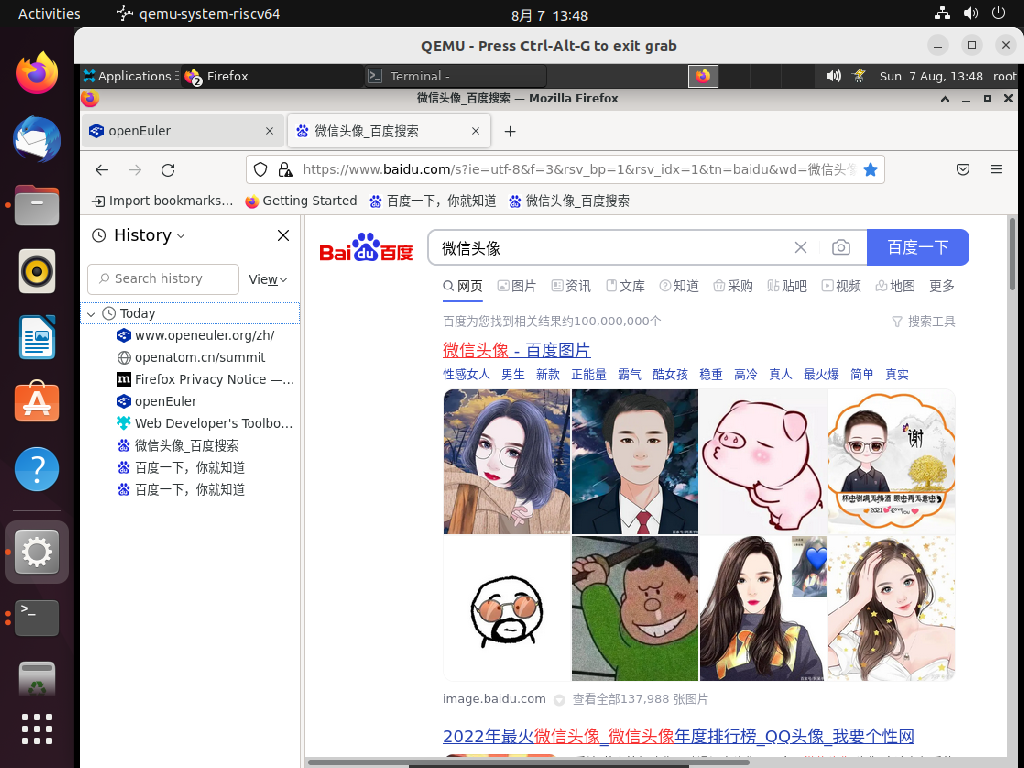 Activities
qemu-system-riscv64
8月 7 13:48
QEMU - Press Ctrl-Alt-G to exit grab
Applications
2
Firefox
Terminal -
Sun 7 Aug, 13:48
root
微信头像_百度搜索 — Mozilla Firefox
openEuler
微信头像_百度搜索
https://www.baidu.com/s?ie=utf-8&f=3&rsv_bp=1&rsv_idx=1&tn=baidu&wd=微信头像
Import bookmarks...
Getting Started
百度一下，你就知道
微信头像_百度搜索
History
Search history
View
Today
www.openeuler.org/zh/
openatom.cn/summit
Firefox Privacy Notice —...
openEuler
Web Developer's Toolbo...
微信头像_百度搜索
百度一下，你就知道
百度一下，你就知道
Bai du 百度
微信头像
百度一下
网页
图片
资讯
文库
知道
采购
贴吧
视频
地图
更多
百度为您找到相关结果约100,000,000个
搜索工具
微信头像 - 百度图片
性感女人 男生 新款 正能量 霸气 酷女孩 稳重 高冷 真人 最火爆 简单 真实
谢
image.baidu.com
查看全部137,988 张图片
2022年最火微信头像_微信头像年度排行榜_QQ头像_我要个性网